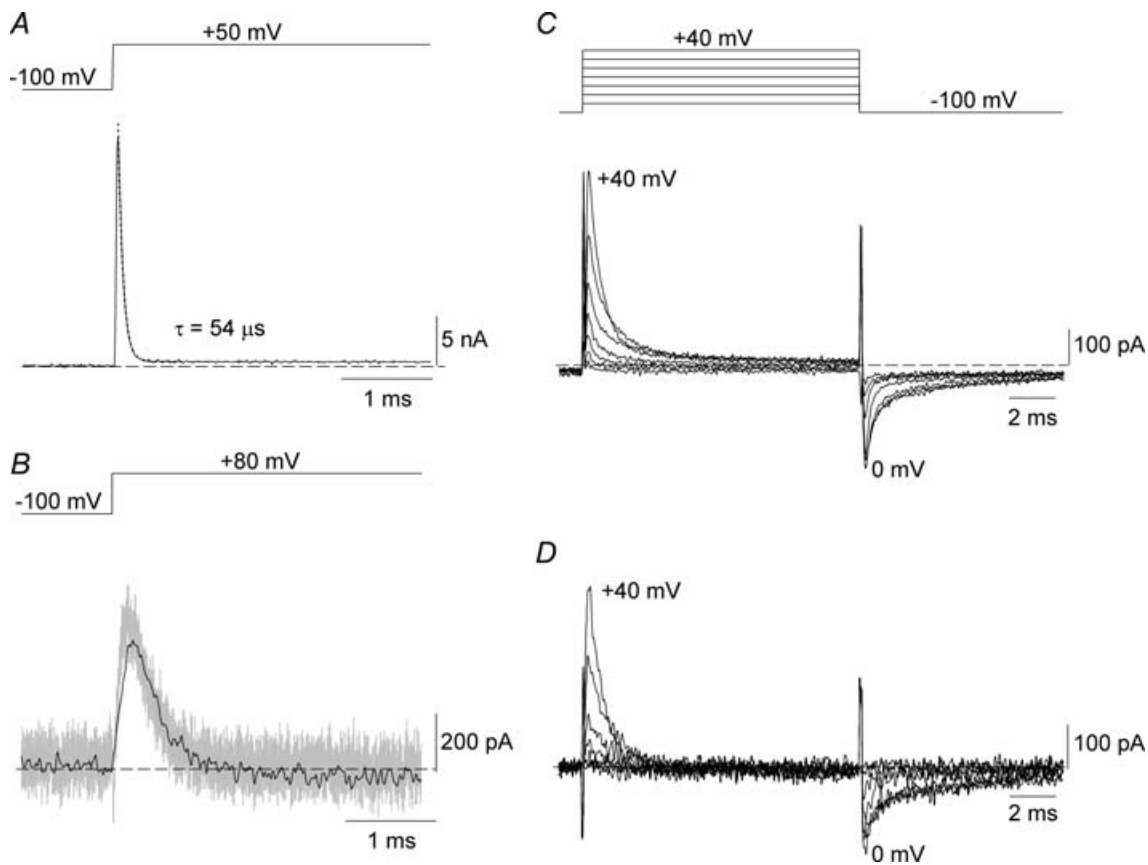 A
+50 mV
-100 mV
τ = 54 μs
5 nA
1 ms
B
+80 mV
-100 mV
200 pA
1 ms
C
+40 mV
-100 mV
+40 mV
100 pA
2 ms
0 mV
D
+40 mV
100 pA
2 ms
0 mV